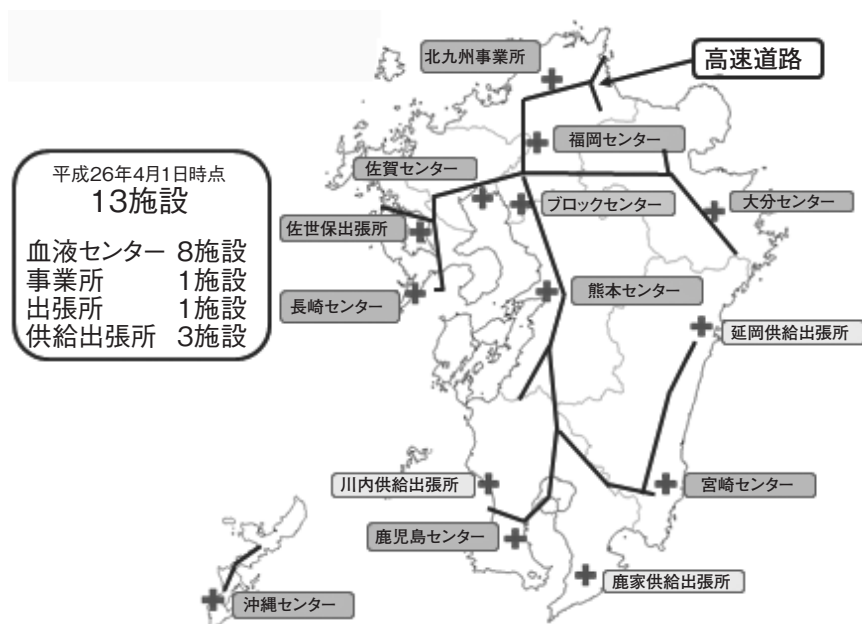 北九州事業所
高速道路
福岡センター
佐賀センター
平成26年4月1日時点
13施設
血液センター 8施設
事業所 1施設
出張所 1施設
供給出張所 3施設
ブロックセンター
大分センター
佐世保出張所
長崎センター
熊本センター
延岡供給出張所
川内供給出張所
宮崎センター
鹿児島センター
鹿家供給出張所
沖縄センター